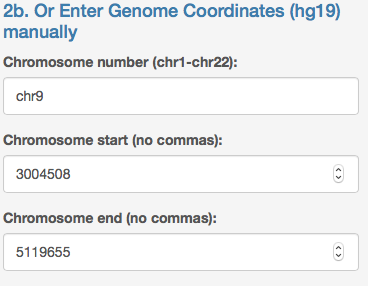 2b. Or Enter Genome Coordinates (hg19)
manually
Chromosome number (chr1-chr22):
chr9
Chromosome start (no commas):
3004508
Chromosome end (no commas):
5119655